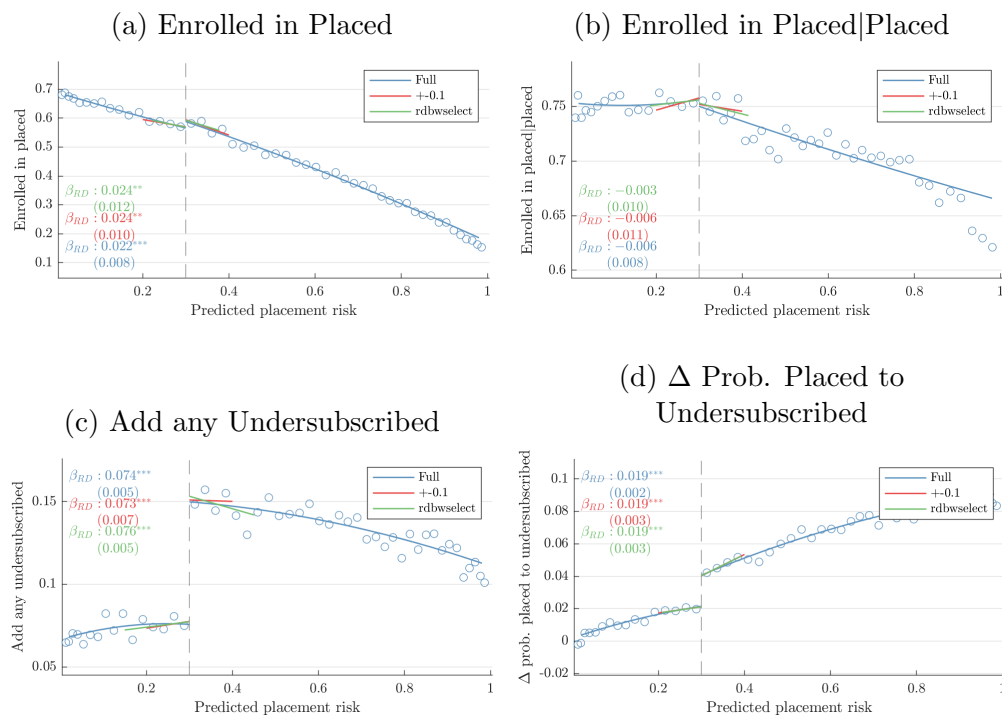 (a) Enrolled in Placed
Enrolled in placed
0.7
0.6
0.5
0.4
0.3
0.2
0.1
Full
+-0.1
rdbwselect
β_RD : 0.024**
(0.012)
β_RD : 0.024**
(0.010)
β_RD : 0.022***
(0.008)
0.2 0.4 0.6 0.8 1
Predicted placement risk
(b) Enrolled in Placed|Placed
Enrolled in placed|placed
0.75
0.7
0.65
0.6
Full
+-0.1
rdbwselect
β_RD : −0.003
(0.010)
β_RD : −0.006
(0.011)
β_RD : −0.006
(0.008)
0.2 0.4 0.6 0.8 1
Predicted placement risk
(c) Add any Undersubscribed
Add any undersubscribed
0.15
0.1
0.05
β_RD : 0.074***
(0.005)
β_RD : 0.073***
(0.007)
β_RD : 0.076***
(0.005)
Full
+-0.1
rdbwselect
0.2 0.4 0.6 0.8 1
Predicted placement risk
(d) Δ Prob. Placed to
Undersubscribed
Δ prob. placed to undersubscribed
0.1
0.08
0.06
0.04
0.02
0
-0.02
β_RD : 0.019***
(0.002)
β_RD : 0.019***
(0.003)
β_RD : 0.019***
(0.003)
Full
+-0.1
rdbwselect
0.2 0.4 0.6 0.8 1
Predicted placement risk